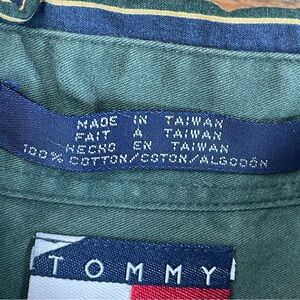 MADE IN TAIWAN
FAIT A TAIWAN
HECHO EN TAIWAN
100% COTTON/COTON/ALGODÓN
TOMMY